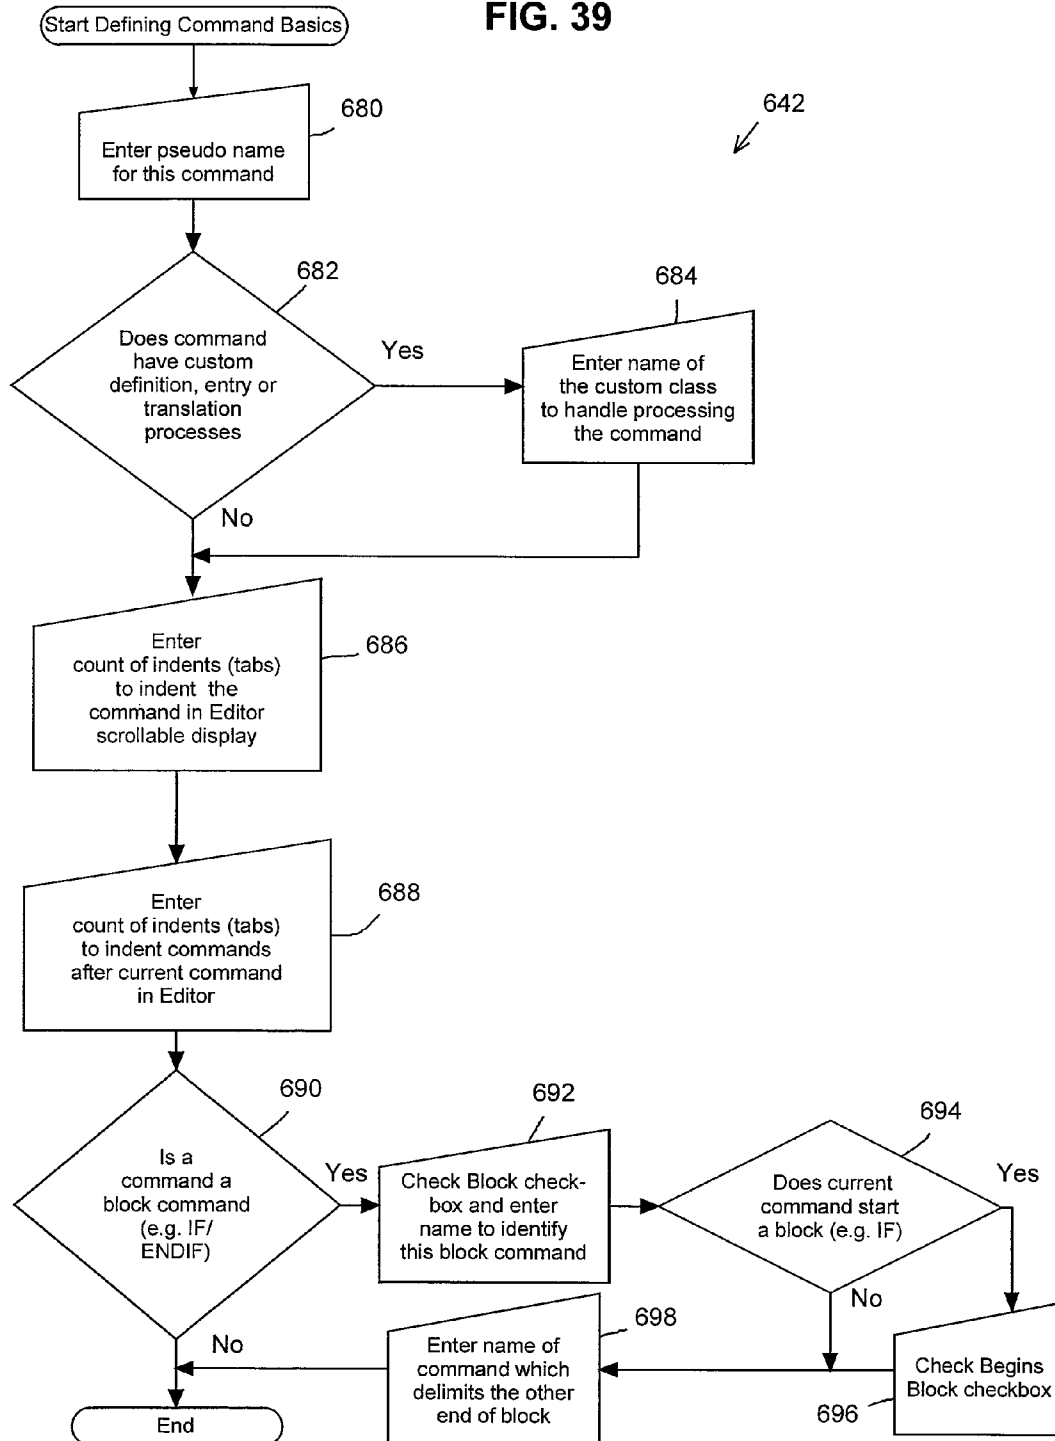 FIG. 39
Start Defining Command Basics
680
642
Enter pseudo name
for this command
682
684
Does command
have custom
definition, entry or
translation
processes
Yes
Enter name of
the custom class
to handle processing
the command
No
Enter
count of indents (tabs)
to indent the
command in Editor
scrollable display
686
Enter
count of indents (tabs)
to indent commands
after current command
in Editor
688
690
692
694
Is a
command a
block command
(e.g. IF/
ENDIF)
Yes
Check Block check-
box and enter
name to identify
this block command
Does current
command start
a block (e.g. IF)
Yes
No
No
Enter name of
command which
delimits the other
end of block
698
Check Begins
Block checkbox
696
End